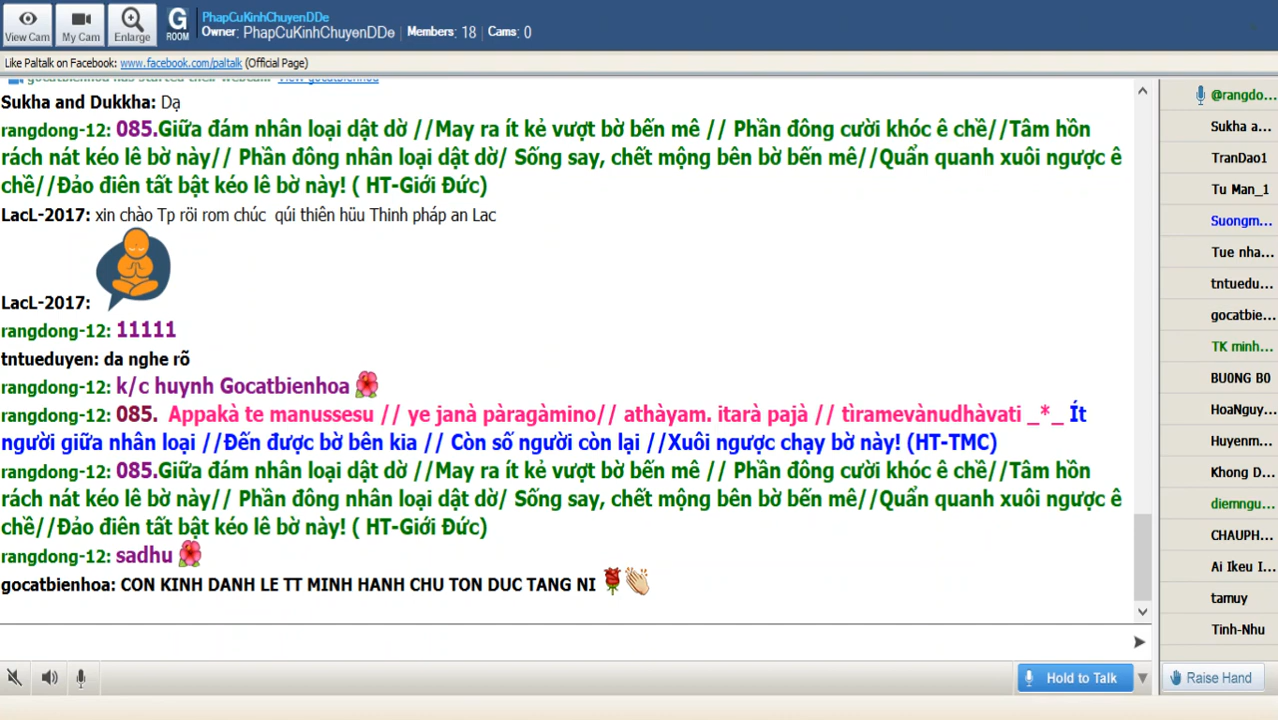 PhapCuKinhChuyenDDe
Owner: PhapCuKinhChuyenDDe | Members: 18 | Cams: 0
View Cam
My Cam
Enlarge
G
ROOM
Like Paltalk on Facebook: www.facebook.com/paltalk (Official Page)
gocatbienhoa has started their webcam. View gocatbienhoa
Sukha and Dukkha: Dạ
rangdong-12: 085.Giữa đám nhân loại dật dờ //May ra ít kẻ vượt bờ bến mê // Phần đông cười khóc ê chề//Tâm hồn
rách nát kéo lê bờ này// Phần đông nhân loại dật dờ/ Sống say, chết mộng bên bờ bến mê//Quẩn quanh xuôi ngược ê
chề//Đảo điên tất bật kéo lê bờ này! ( HT-Giới Đức)
LacL-2017: xin chào Tp rõi rom chúc qúi thiên hüu Thinh pháp an Lac
LacL-2017:
rangdong-12: 11111
tntueduyen: da nghe rõ
rangdong-12: k/c huynh Gocatbienhoa
rangdong-12: 085. Appakà te manussesu // ye janà pàragàmino// athàyam. itarà pajà // tìramevànudhàvati _*_ Ít
người giữa nhân loại //Đến được bờ bên kia // Còn số người còn lại //Xuôi ngược chạy bờ này! (HT-TMC)
rangdong-12: 085.Giữa đám nhân loại dật dờ //May ra ít kẻ vượt bờ bến mê // Phần đông cười khóc ê chề//Tâm hồn
rách nát kéo lê bờ này// Phần đông nhân loại dật dờ/ Sống say, chết mộng bên bờ bến mê//Quẩn quanh xuôi ngược ê
chề//Đảo điên tất bật kéo lê bờ này! ( HT-Giới Đức)
rangdong-12: sadhu
gocatbienhoa: CON KINH DANH LE TT MINH HANH CHU TON DUC TANG NI
Hold to Talk
@rangdo...
Sukha a...
TranDao1
Tu Man_1
Suongm...
Tue nha...
tntuedu...
gocatbie...
TK minh...
BU0NG B0
HoaNguy...
Huyenm...
Khong D...
diemngu...
CHAUPH...
Ai Ikeu I...
tamuy
Tinh-Nhu
Raise Hand